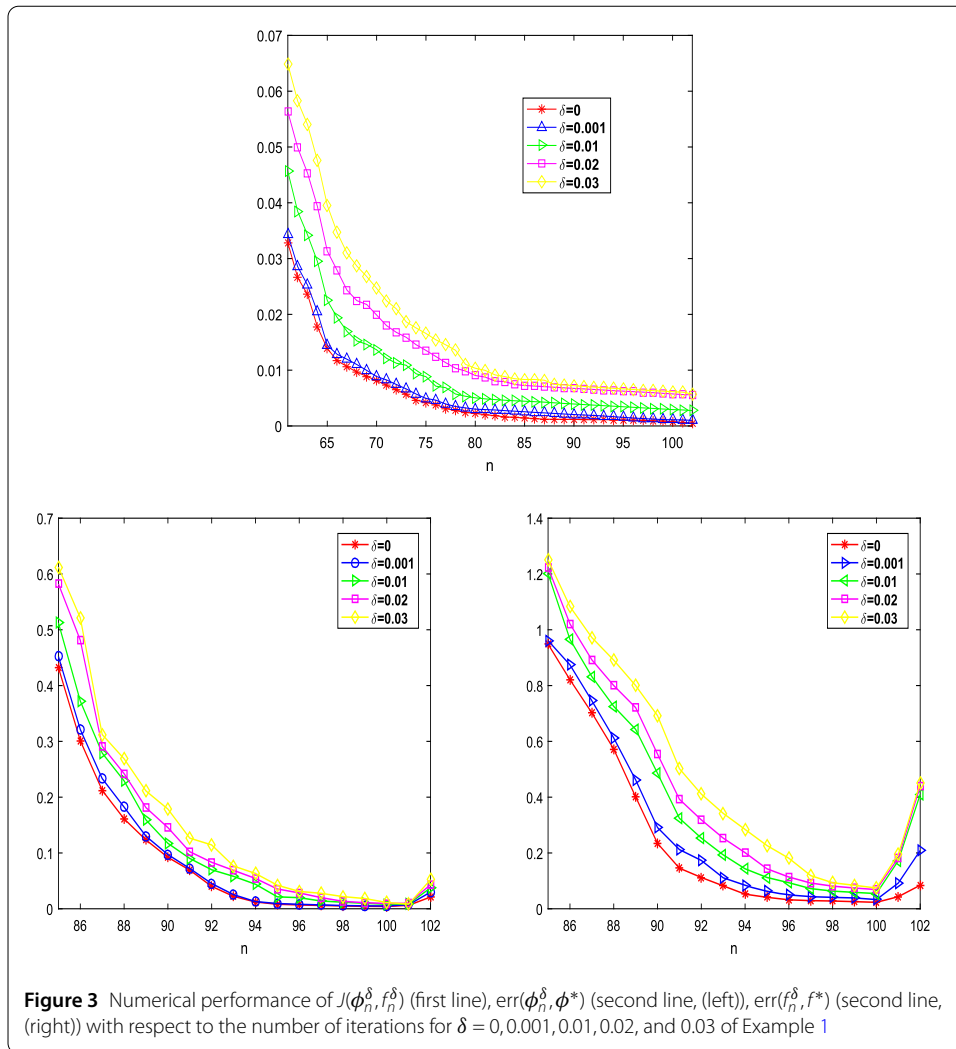 0.07
0.06
0.05
0.04
0.03
0.02
0.01
0
65 70 75 80 85 90 95 100
n
δ=0
δ=0.001
δ=0.01
δ=0.02
δ=0.03
0.7
0.6
0.5
0.4
0.3
0.2
0.1
0
86 88 90 92 94 96 98 100 102
n
δ=0
δ=0.001
δ=0.01
δ=0.02
δ=0.03
1.4
1.2
1
0.8
0.6
0.4
0.2
0
86 88 90 92 94 96 98 100 102
n
δ=0
δ=0.001
δ=0.01
δ=0.02
δ=0.03
Figure 3 Numerical performance of J(ϕₙ^δ, fₙ^δ) (first line), err(ϕₙ^δ, ϕ*) (second line, (left)), err(fₙ^δ, f*) (second line,
(right)) with respect to the number of iterations for δ = 0, 0.001, 0.01, 0.02, and 0.03 of Example 1